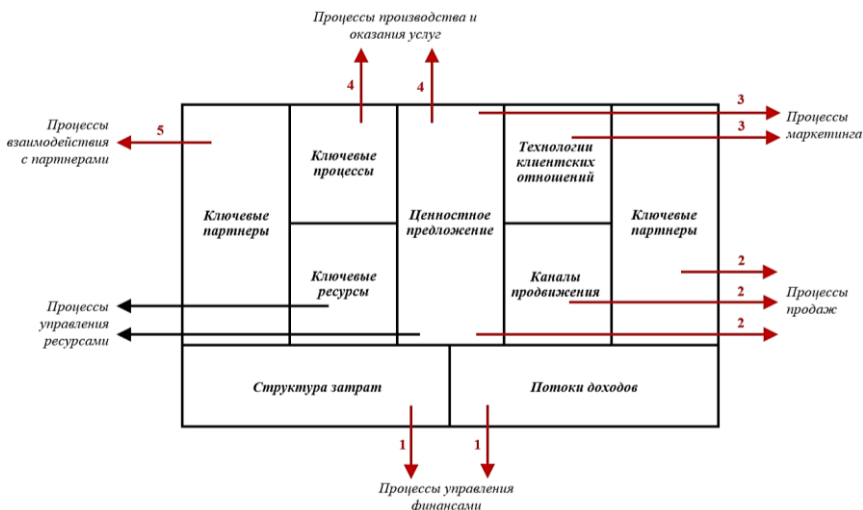 Процессы производства и
оказания услуг
4
4
3
3
Процессы
маркетинга
5
Процессы
взаимодействия
с партнерами
Ключевые
партнеры
Ключевые
процессы
Ценностное
предложение
Технологии
клиентских
отношений
Ключевые
партнеры
Ключевые
ресурсы
Каналы
продвижения
2
2
2
Процессы
продаж
Процессы
управления
ресурсами
Структура затрат
Потоки доходов
1
1
Процессы управления
финансами